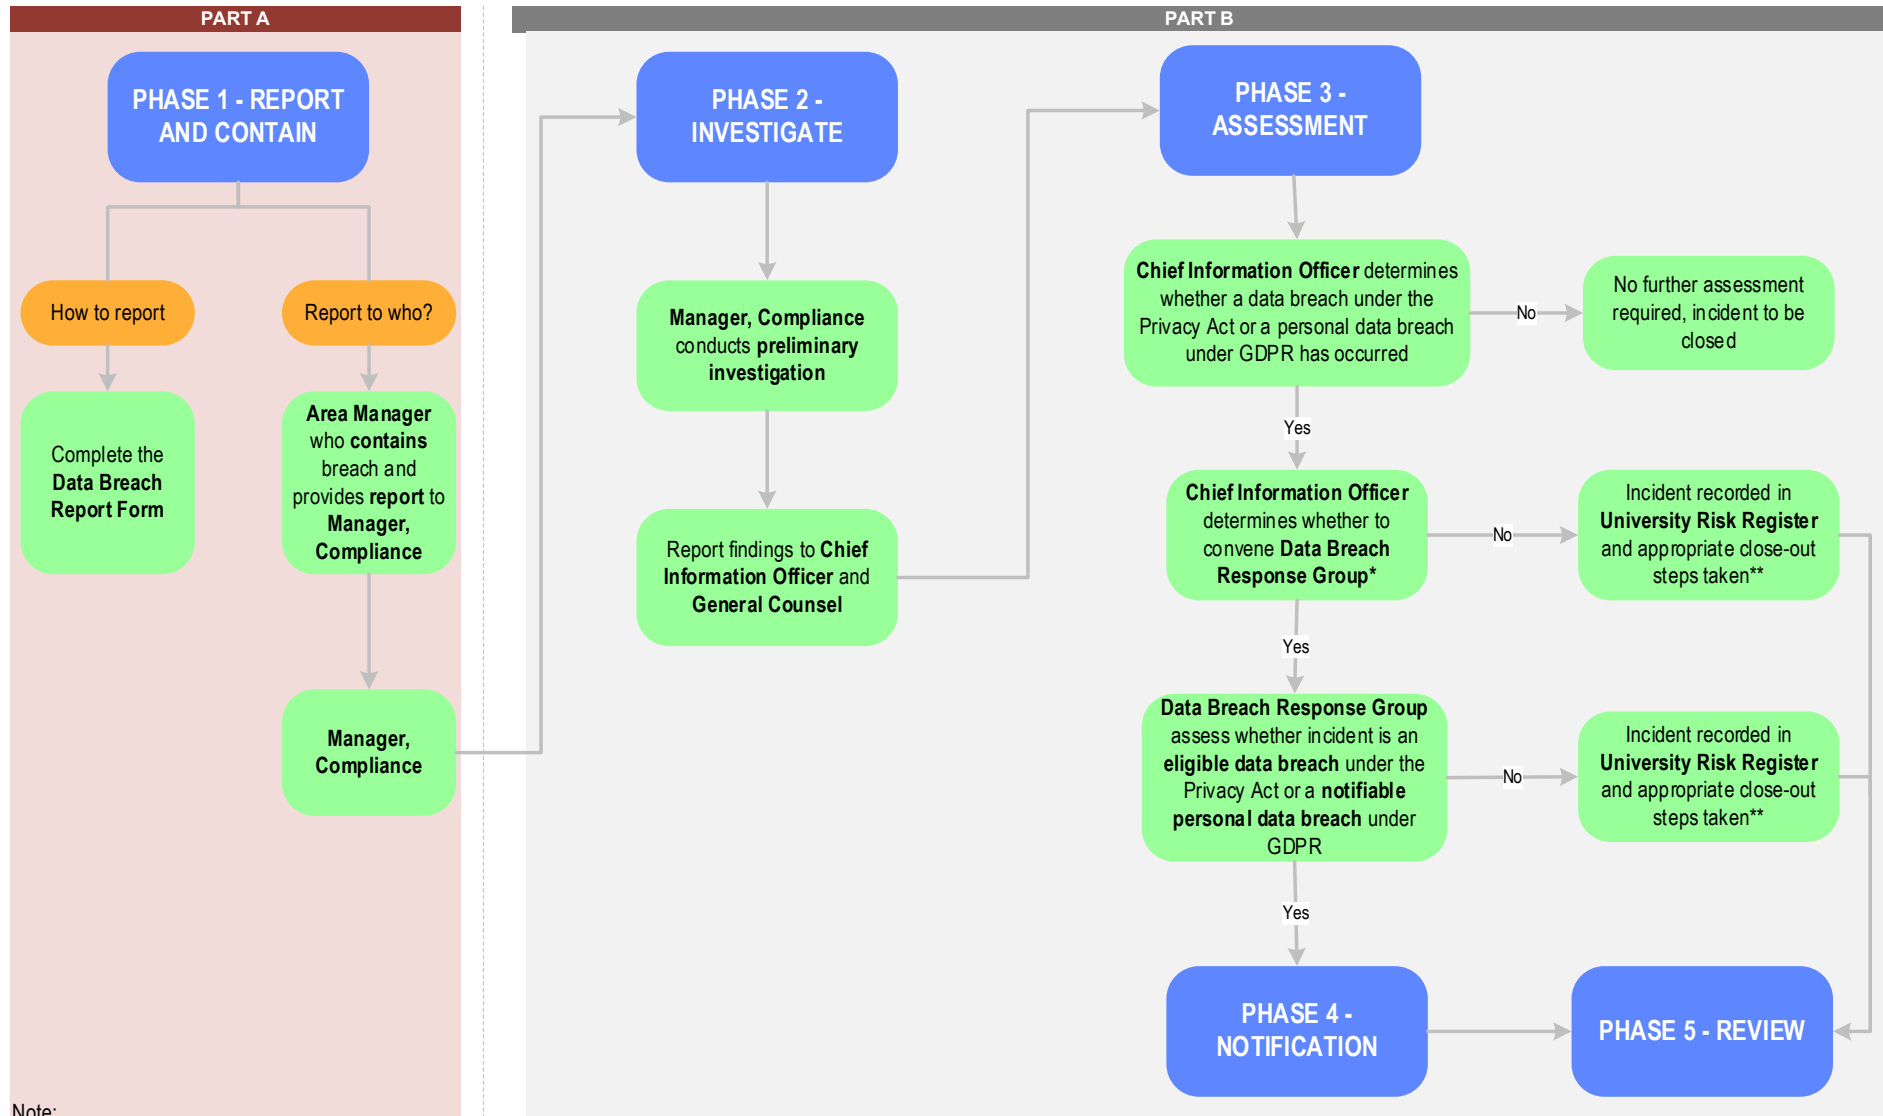 PART A
PHASE 1 - REPORT
AND CONTAIN
How to report
Report to who?
Complete the
Data Breach
Report Form
Area Manager
who contains
breach and
provides report to
Manager,
Compliance
Manager,
Compliance
Note:
PART B
PHASE 2 -
INVESTIGATE
Manager, Compliance
conducts preliminary
investigation
Report findings to Chief
Information Officer and
General Counsel
PHASE 3 -
ASSESSMENT
Chief Information Officer determines
whether a data breach under the
Privacy Act or a personal data breach
under GDPR has occurred
No
No further assessment
required, incident to be
closed
Yes
Chief Information Officer
determines whether to
convene Data Breach
Response Group*
No
Incident recorded in
University Risk Register
and appropriate close-out
steps taken**
Yes
Data Breach Response Group
assess whether incident is an
eligible data breach under the
Privacy Act or a notifiable
personal data breach under
GDPR
No
Incident recorded in
University Risk Register
and appropriate close-out
steps taken**
Yes
PHASE 4 -
NOTIFICATION
PHASE 5 - REVIEW